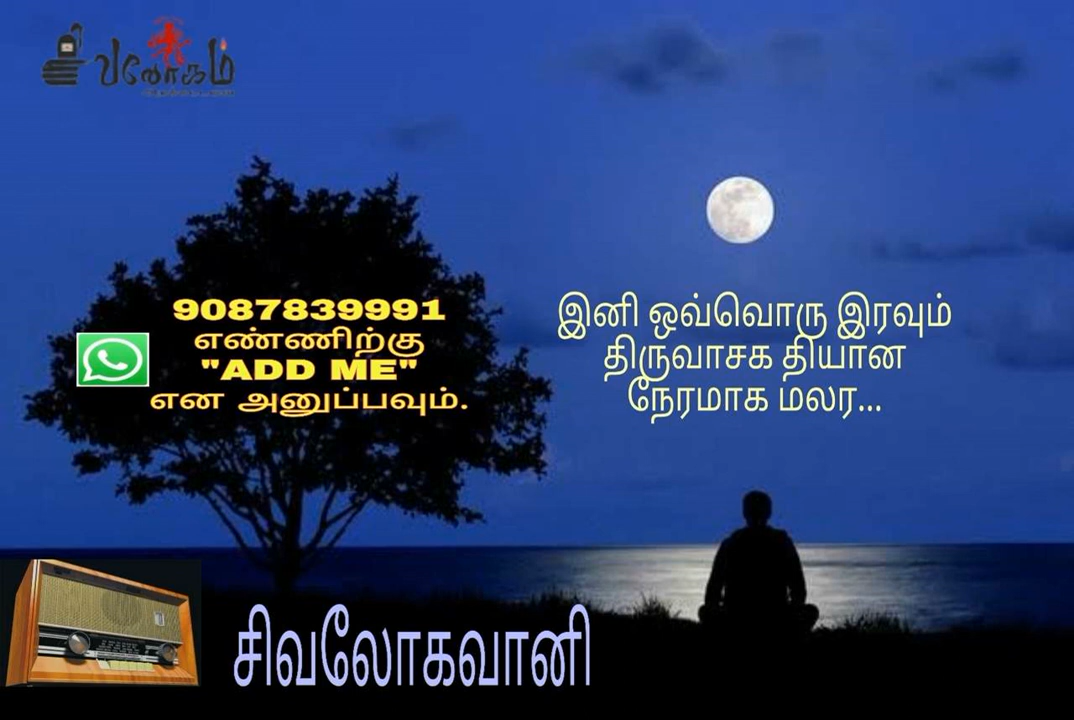 சிவலோகம்
9087839991
எண்ணிற்கு
"ADD ME"
என அனுப்பவும்.
இனி ஒவ்வொரு இரவும்
திருவாசக தியான
நேரமாக மலர...
சிவலோகவானி